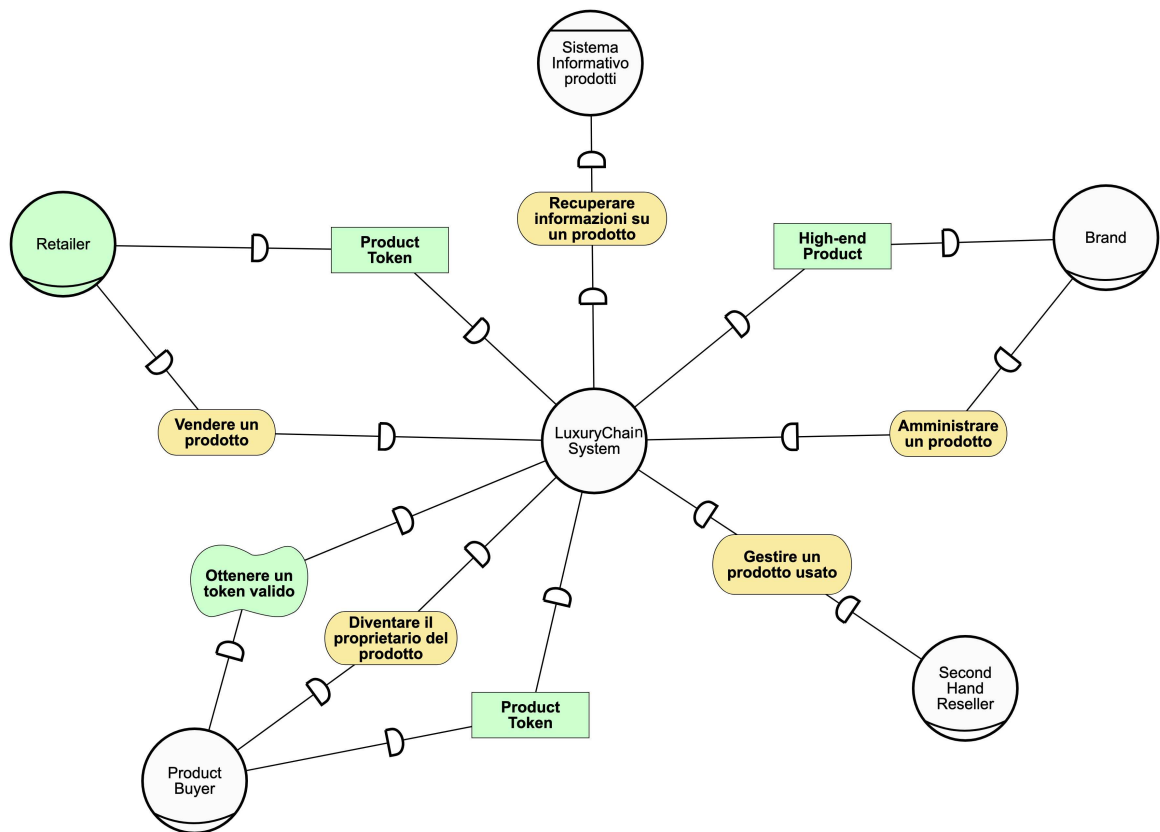 Sistema
Informativo
prodotti
Recuperare
informazioni su
un prodotto
Retailer
Product
Token
High-end
Product
Brand
Vendere un
prodotto
LuxuryChain
System
Amministrare
un prodotto
Ottenere un
token valido
Gestire un
prodotto usato
Diventare il
proprietario del
prodotto
Second
Hand
Reseller
Product
Token
Product
Buyer